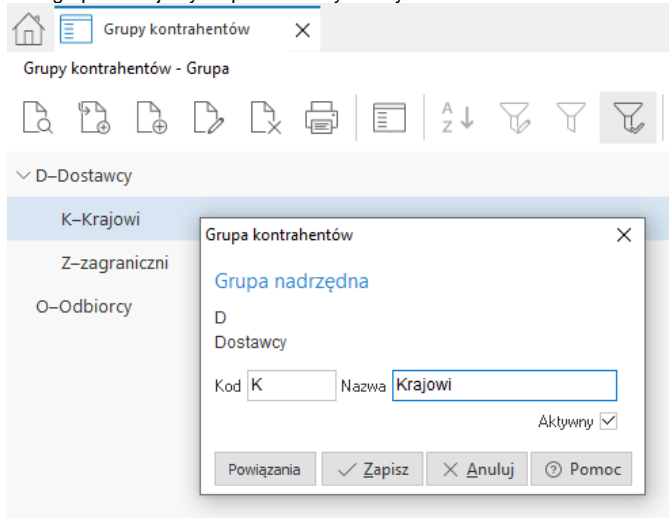 Grupy kontrahentów
Grupy kontrahentów - Grupa
A
Z
D–Dostawcy
K–Krajowi
Z–zagraniczni
O–Odbiorcy
Grupa kontrahentów
Grupa nadrzędna
D
Dostawcy
Kod K Nazwa Krajowi
Aktywny
Powiązania Zapisz Anuluj Pomoc